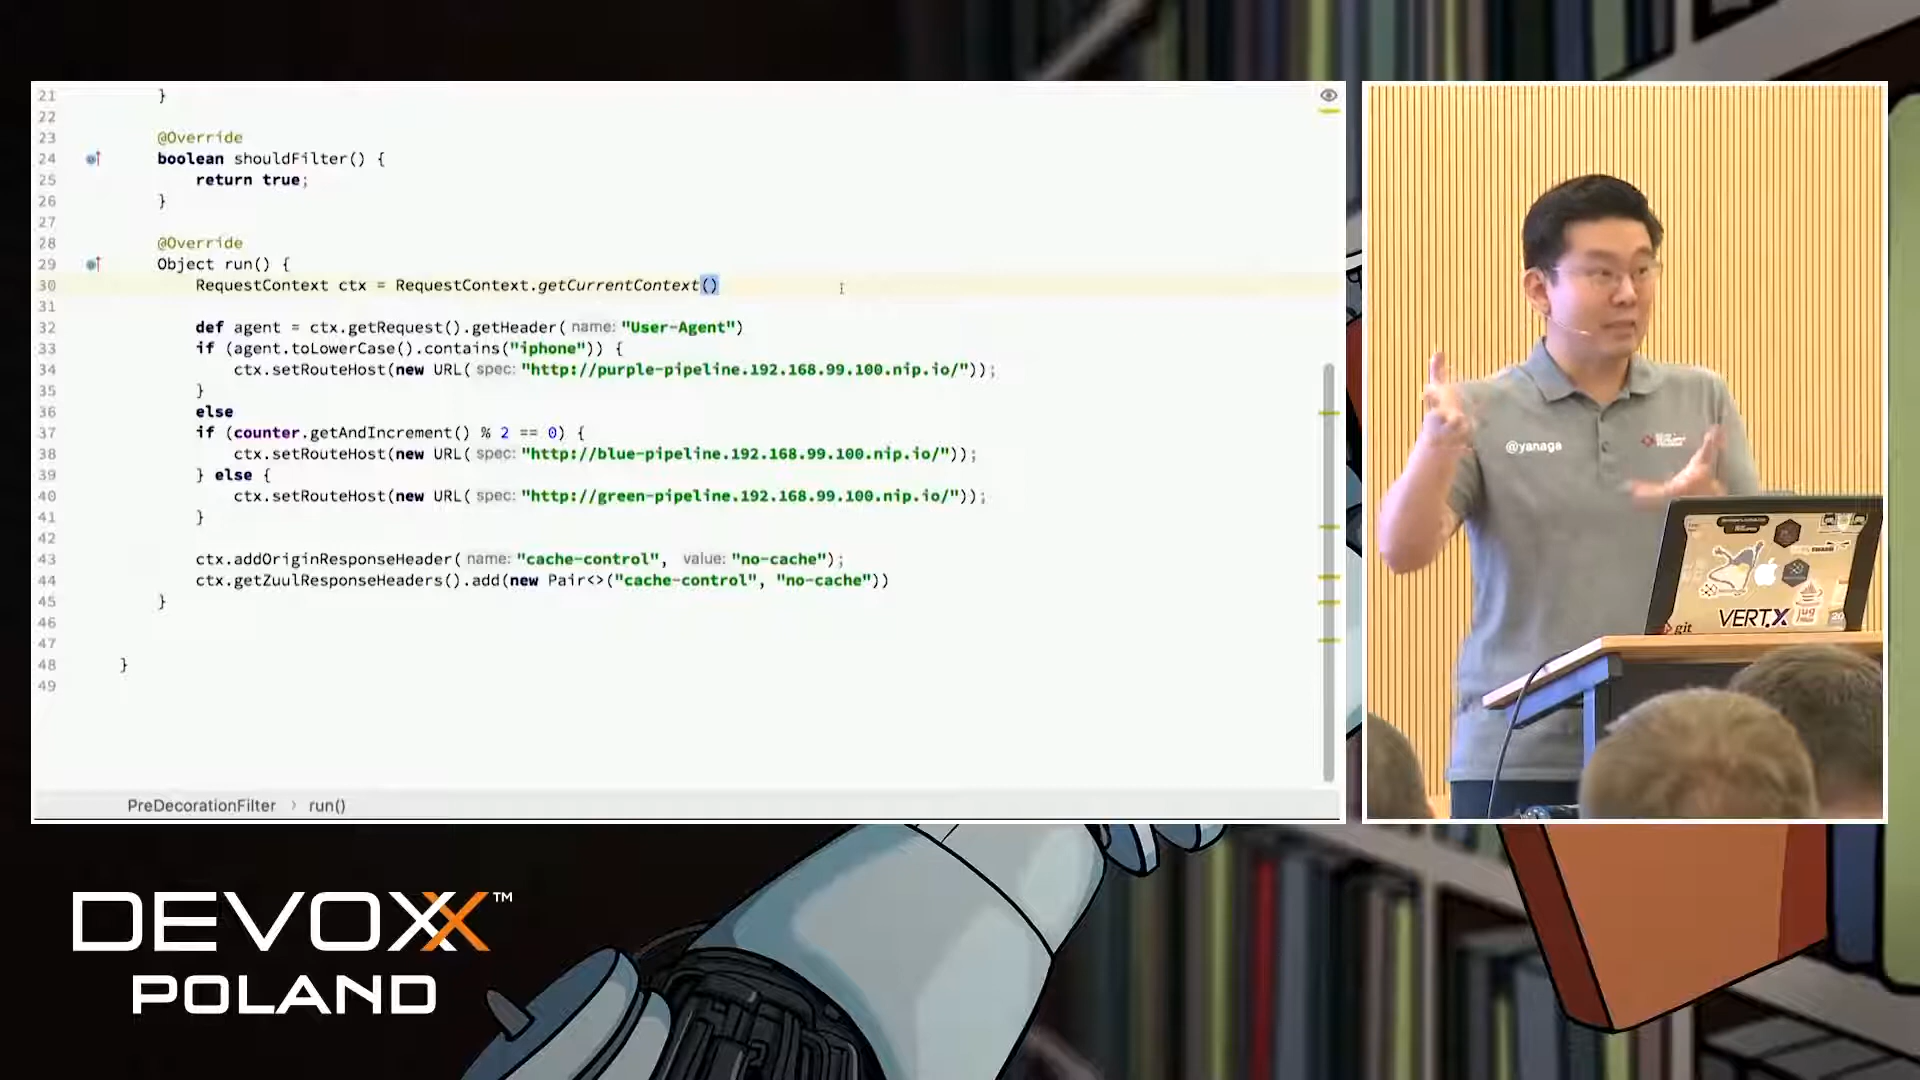 21 }
22
23 @Override
24 boolean shouldFilter() {
25 return true;
26 }
27
28 @Override
29 Object run() {
30 RequestContext ctx = RequestContext.getCurrentContext()
31
32 def agent = ctx.getRequest().getHeader( name: "User-Agent")
33 if (agent.toLowerCase().contains("iphone")) {
34 ctx.setRouteHost(new URL( spec: "http://purple-pipeline.192.168.99.100.nip.io/"));
35 }
36 else
37 if (counter.getAndIncrement() % 2 == 0) {
38 ctx.setRouteHost(new URL( spec: "http://blue-pipeline.192.168.99.100.nip.io/"));
39 } else {
40 ctx.setRouteHost(new URL( spec: "http://green-pipeline.192.168.99.100.nip.io/"));
41 }
42
43 ctx.addOriginResponseHeader( name: "cache-control", value: "no-cache");
44 ctx.getZuulResponseHeaders().add(new Pair<>("cache-control", "no-cache"))
45 }
46
47
48 }
49
PreDecorationFilter › run()
@yanaga
VERT.X
git
jug
DEVOXX™
POLAND